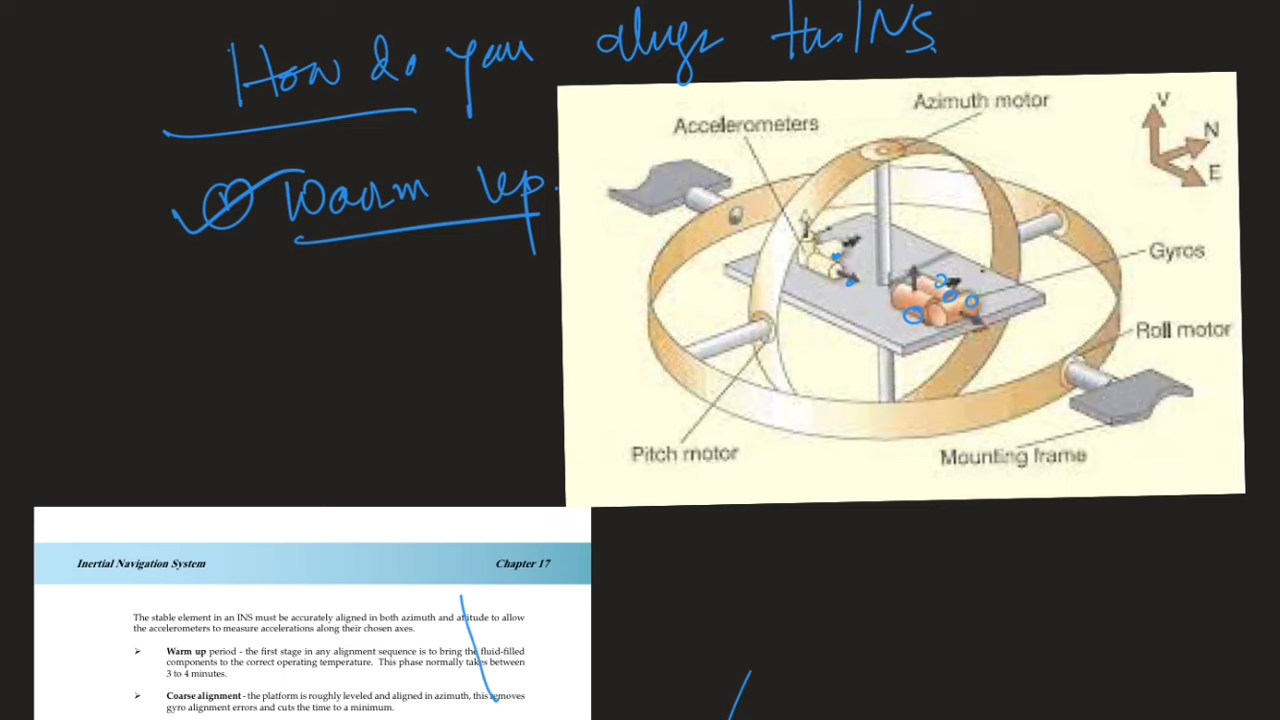 How do you align the INS
1 Warm up.
Azimuth motor
Accelerometers
V
N
E
Gyros
Roll motor
Pitch motor
Mounting frame
Inertial Navigation System Chapter 17
The stable element in an INS must be accurately aligned in both azimuth and attitude to allow
the accelerometers to measure accelerations along their chosen axes.
Warm up period - the first stage in any alignment sequence is to bring the fluid-filled
components to the correct operating temperature. This phase normally takes between
3 to 4 minutes.
Coarse alignment - the platform is roughly leveled and aligned in azimuth, this removes
gyro alignment errors and cuts the time to a minimum.